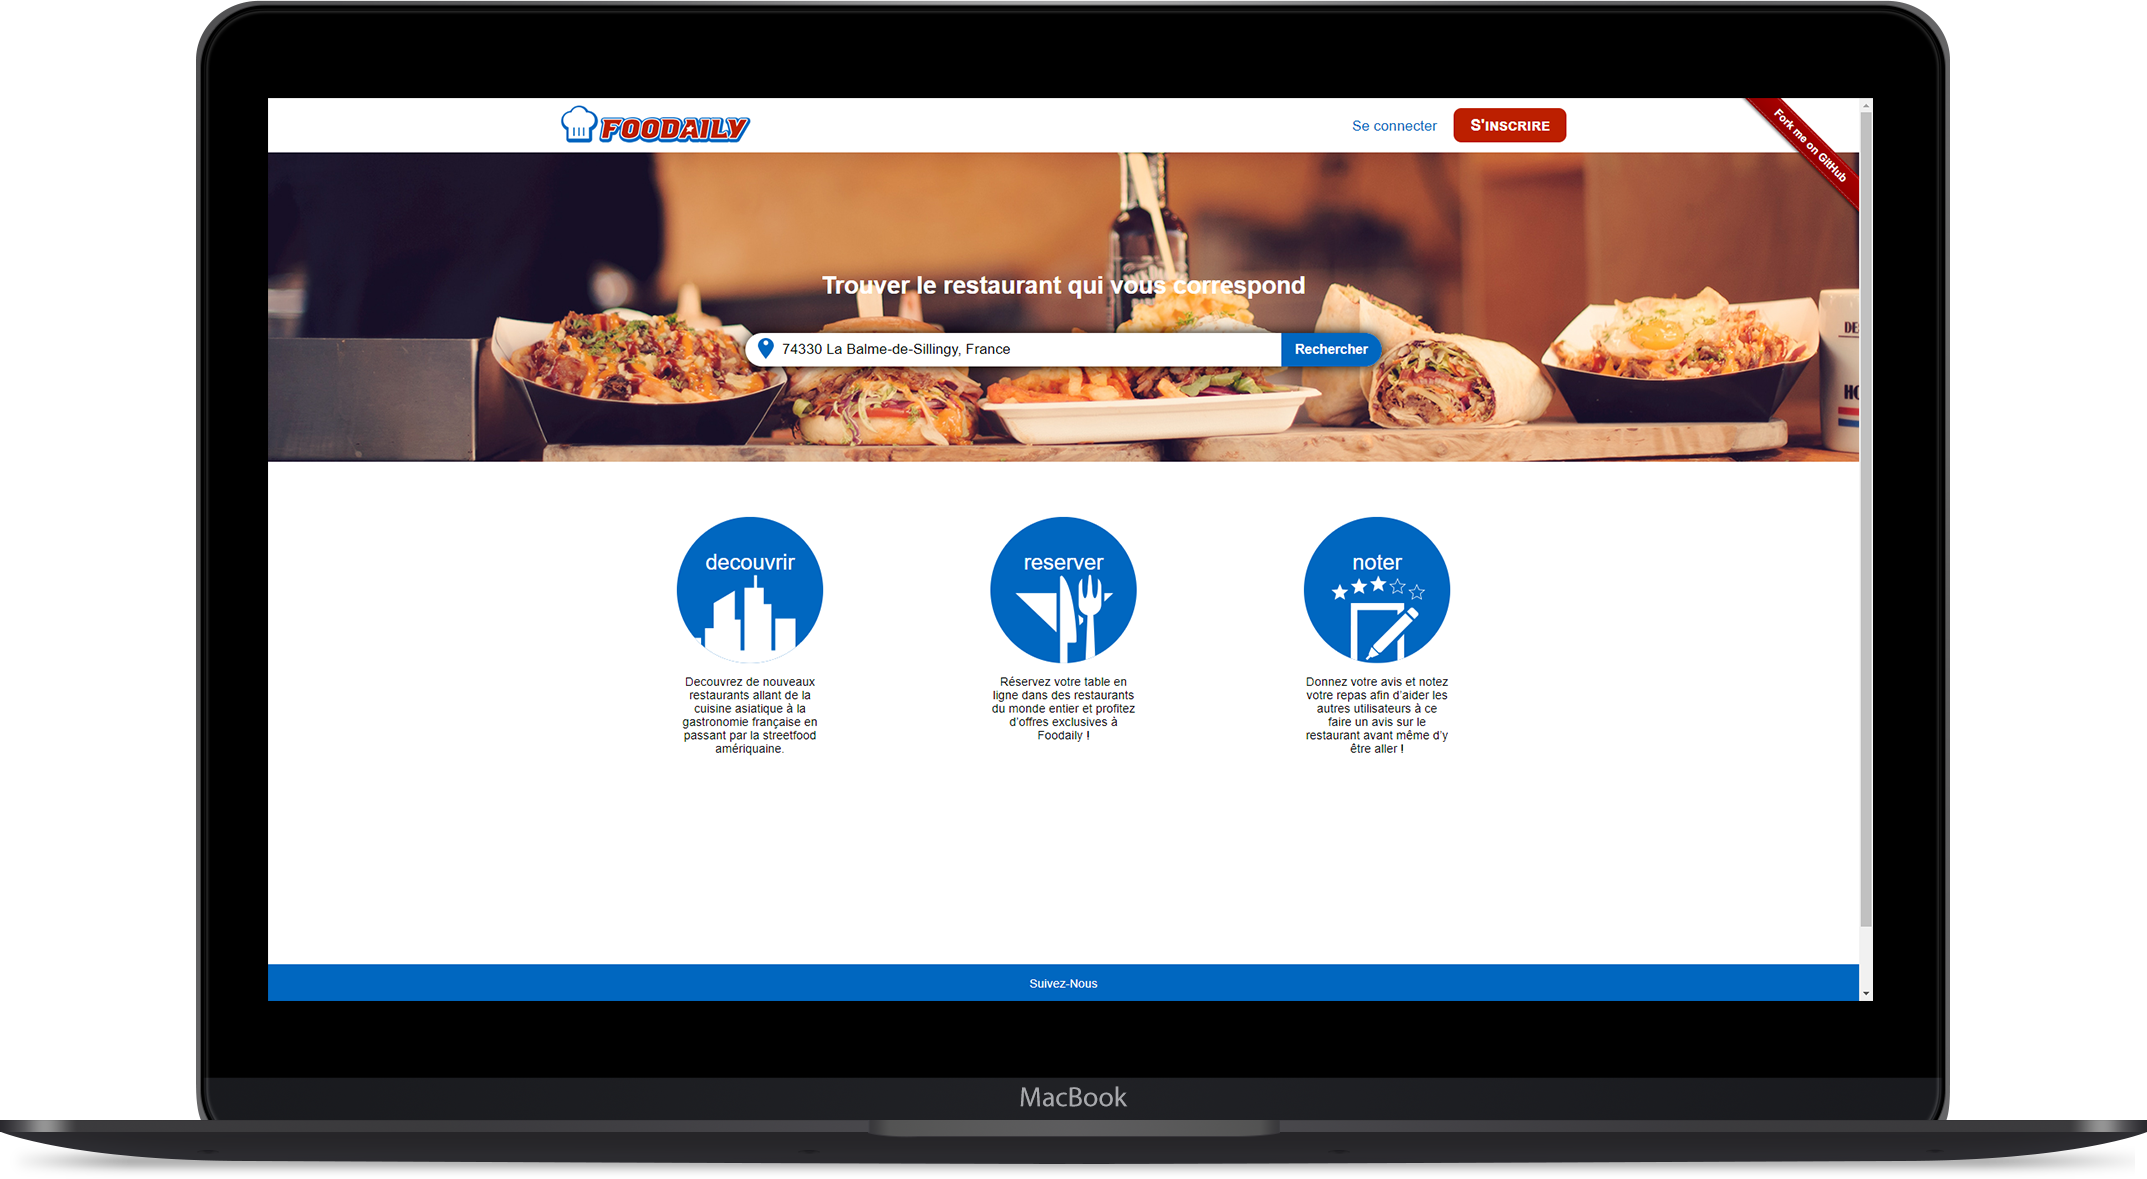 FOODAILY
Se connecter
S'INSCRIRE
Fork me on GitHub
Trouver le restaurant qui vous correspond
74330 La Balme-de-Sillingy, France
Rechercher
decouvrir
reserver
noter
Decouvrez de nouveaux
restaurants allant de la
cuisine asiatique à la
gastronomie française en
passant par la streetfood
amériquaine.
Réservez votre table en
ligne dans des restaurants
du monde entier et profitez
d'offres exclusives à
Foodaily !
Donnez votre avis et notez
votre repas afin d'aider les
autres utilisateurs à ce
faire un avis sur le
restaurant avant même d'y
être aller !
Suivez-Nous
MacBook